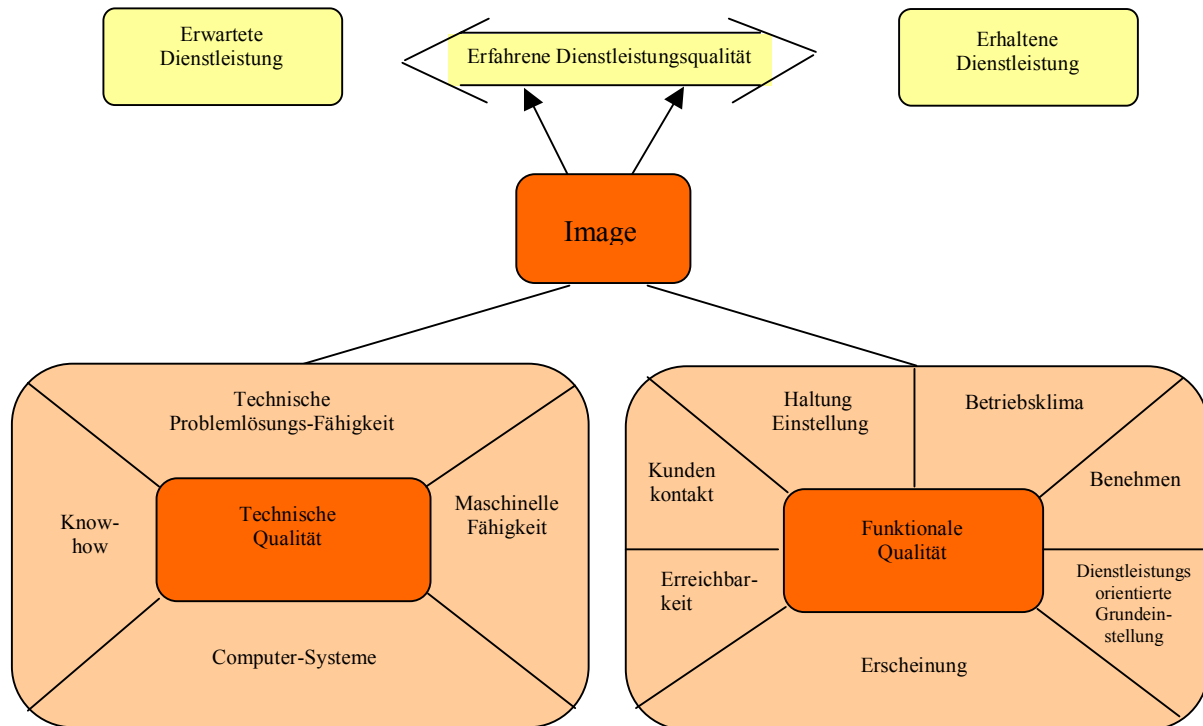 Erwartete
Dienstleistung
Erfahrene Dienstleistungsqualität
Erhaltene
Dienstleistung
Image
Technische
Problemlösungs-Fähigkeit
Know-
how
Technische
Qualität
Maschinelle
Fähigkeit
Computer-Systeme
Haltung
Einstellung
Betriebsklima
Kunden
kontakt
Benehmen
Funktionale
Qualität
Erreichbar-
keit
Dienstleistungs
orientierte
Grundein-
stellung
Erscheinung